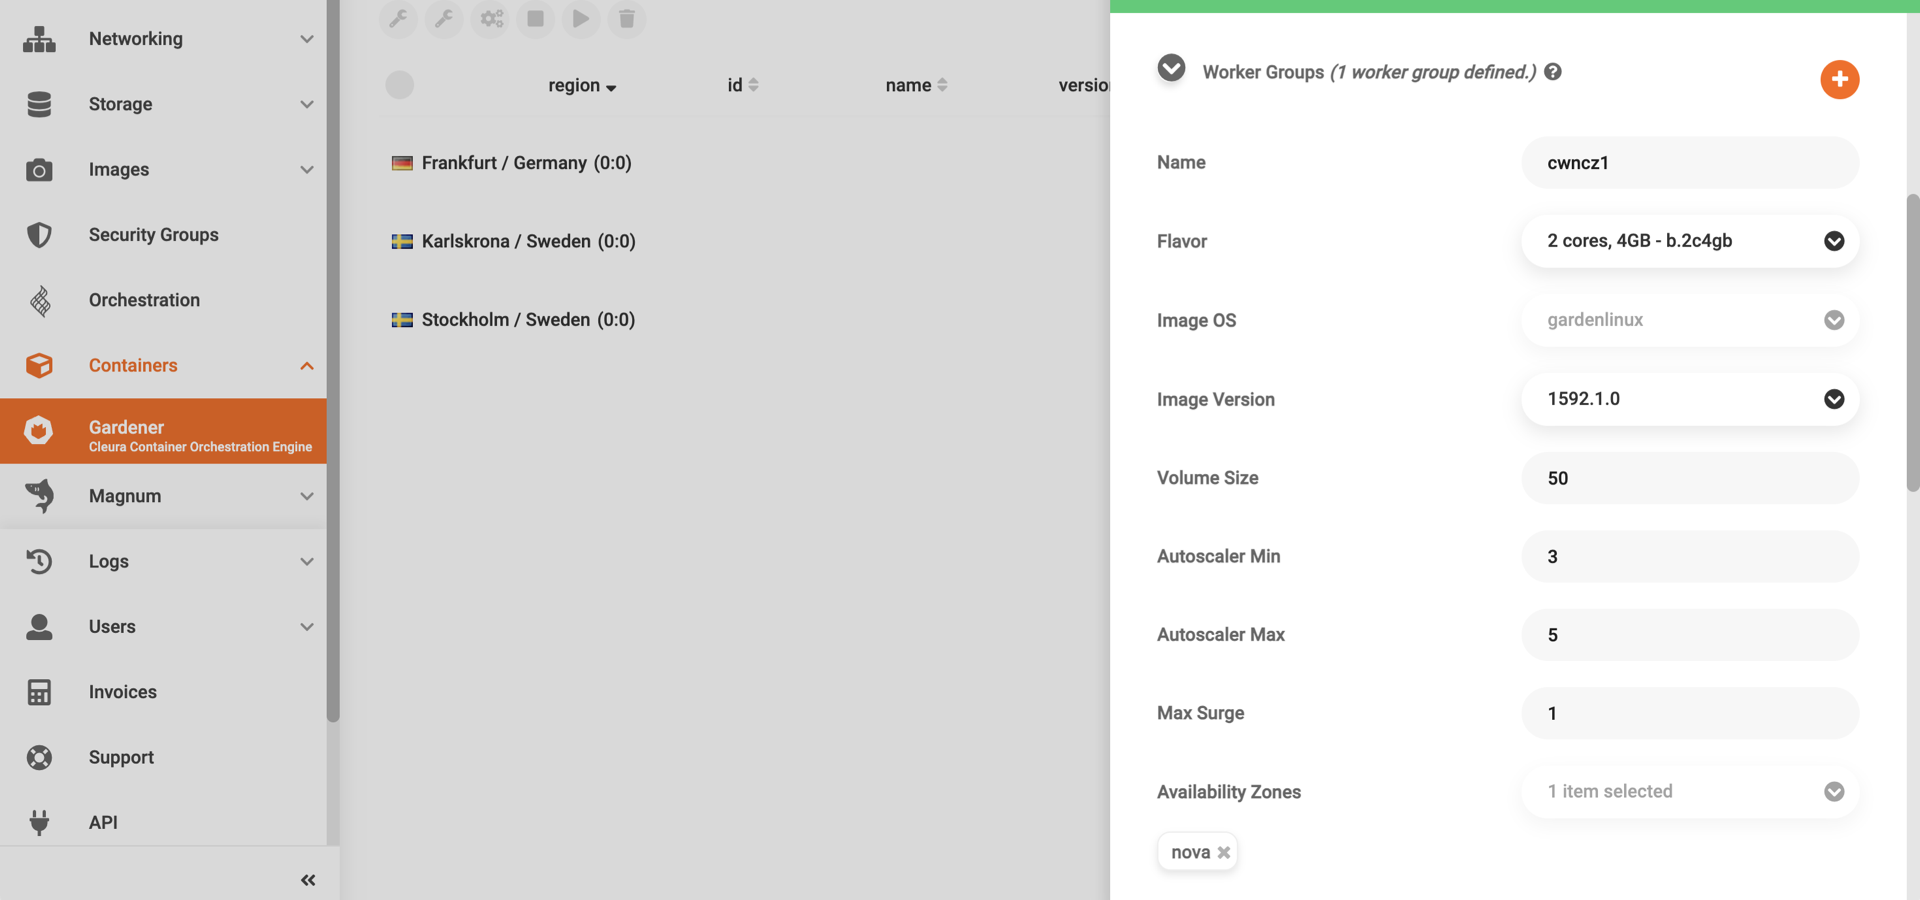 Networking
Storage
Images
Security Groups
Orchestration
Containers
Gardener
Cleura Container Orchestration Engine
Magnum
Logs
Users
Invoices
Support
API
region
id
name
versio
Frankfurt / Germany (0:0)
Karlskrona / Sweden (0:0)
Stockholm / Sweden (0:0)
Worker Groups (1 worker group defined.)
Name
cwncz1
Flavor
2 cores, 4GB - b.2c4gb
Image OS
gardenlinux
Image Version
1592.1.0
Volume Size
50
Autoscaler Min
3
Autoscaler Max
5
Max Surge
1
Availability Zones
1 item selected
nova